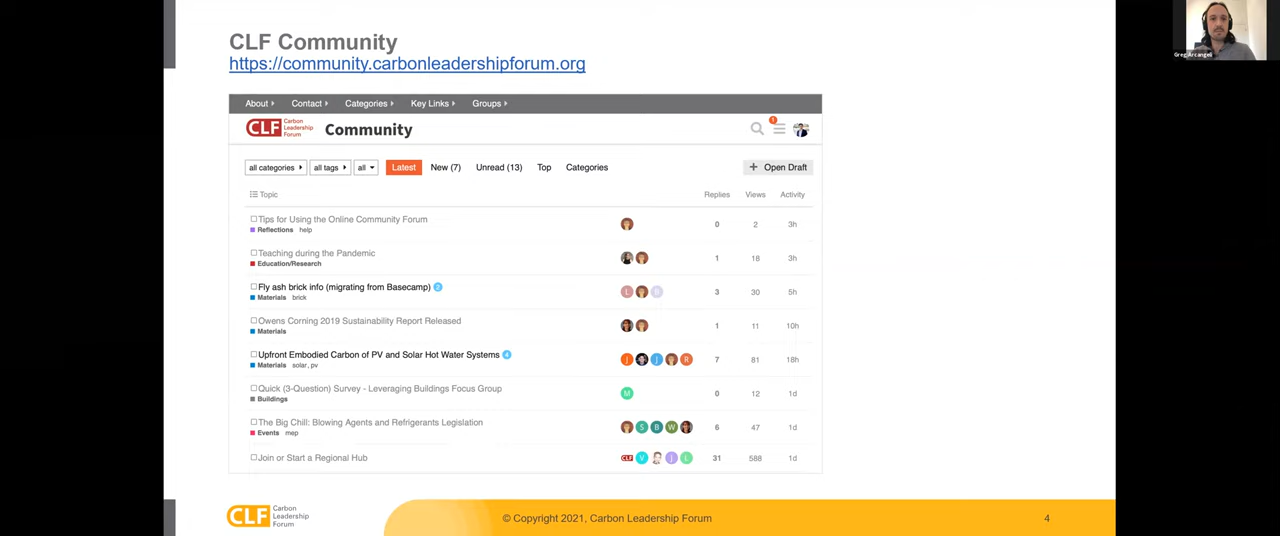 CLF Community
https://community.carbonleadershipforum.org
About Contact Categories Key Links Groups
CLF Carbon Leadership Forum Community
1
all categories all tags all Latest New (7) Unread (13) Top Categories + Open Draft
Topic Replies Views Activity
Tips for Using the Online Community Forum 0 2 3h
Reflections help
Teaching during the Pandemic 1 18 3h
Education/Research
Fly ash brick info (migrating from Basecamp) 2 L 3 30 5h
Materials brick
Owens Corning 2019 Sustainability Report Released 1 11 10h
Materials
Upfront Embodied Carbon of PV and Solar Hot Water Systems 4 J J R 7 81 18h
Materials solar, pv
Quick (3-Question) Survey - Leveraging Buildings Focus Group M 0 12 1d
Buildings
The Big Chill: Blowing Agents and Refrigerants Legislation S B W 6 47 1d
Events mep
Join or Start a Regional Hub CLF V J L 31 588 1d
CLF Carbon Leadership Forum
© Copyright 2021, Carbon Leadership Forum
4
Greg Arcangeli